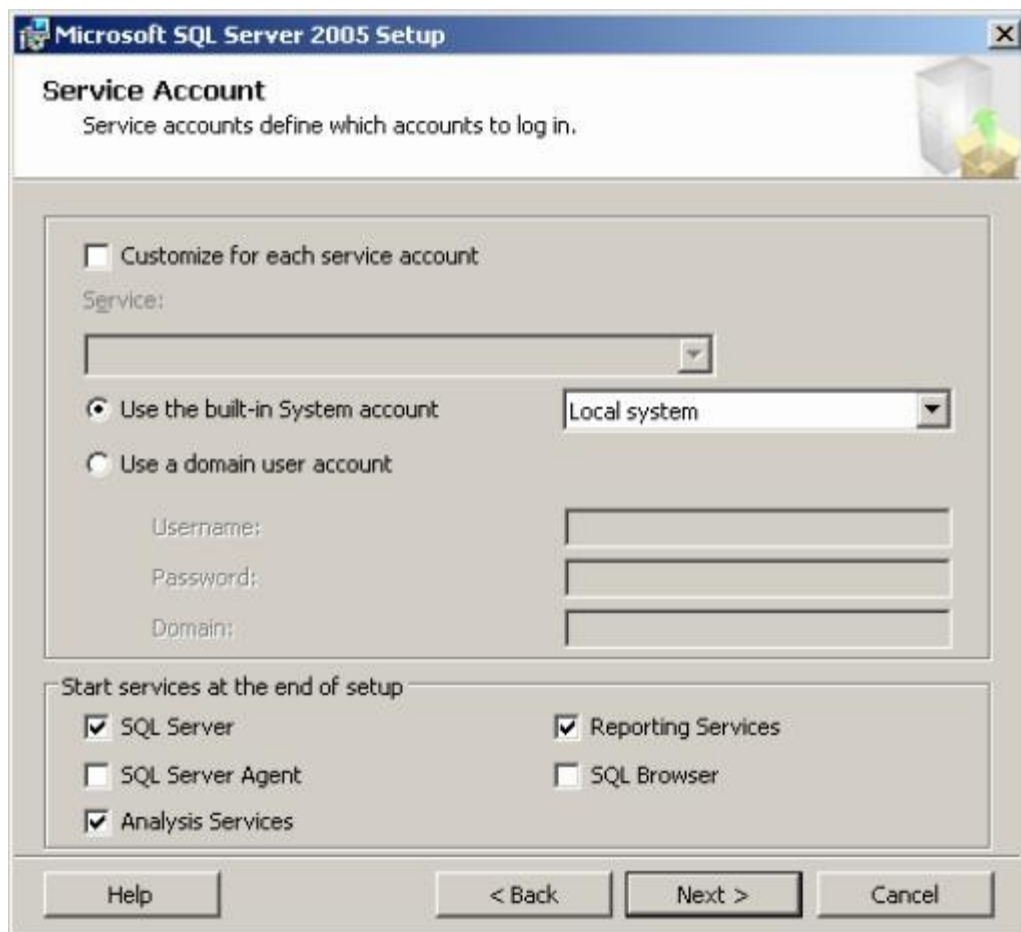 Microsoft SQL Server 2005 Setup
Service Account
Service accounts define which accounts to log in.
Customize for each service account
Service:
Use the built-in System account
Local system
Use a domain user account
Username:
Password:
Domain:
Start services at the end of setup
SQL Server
Reporting Services
SQL Server Agent
SQL Browser
Analysis Services
Help
< Back
Next >
Cancel